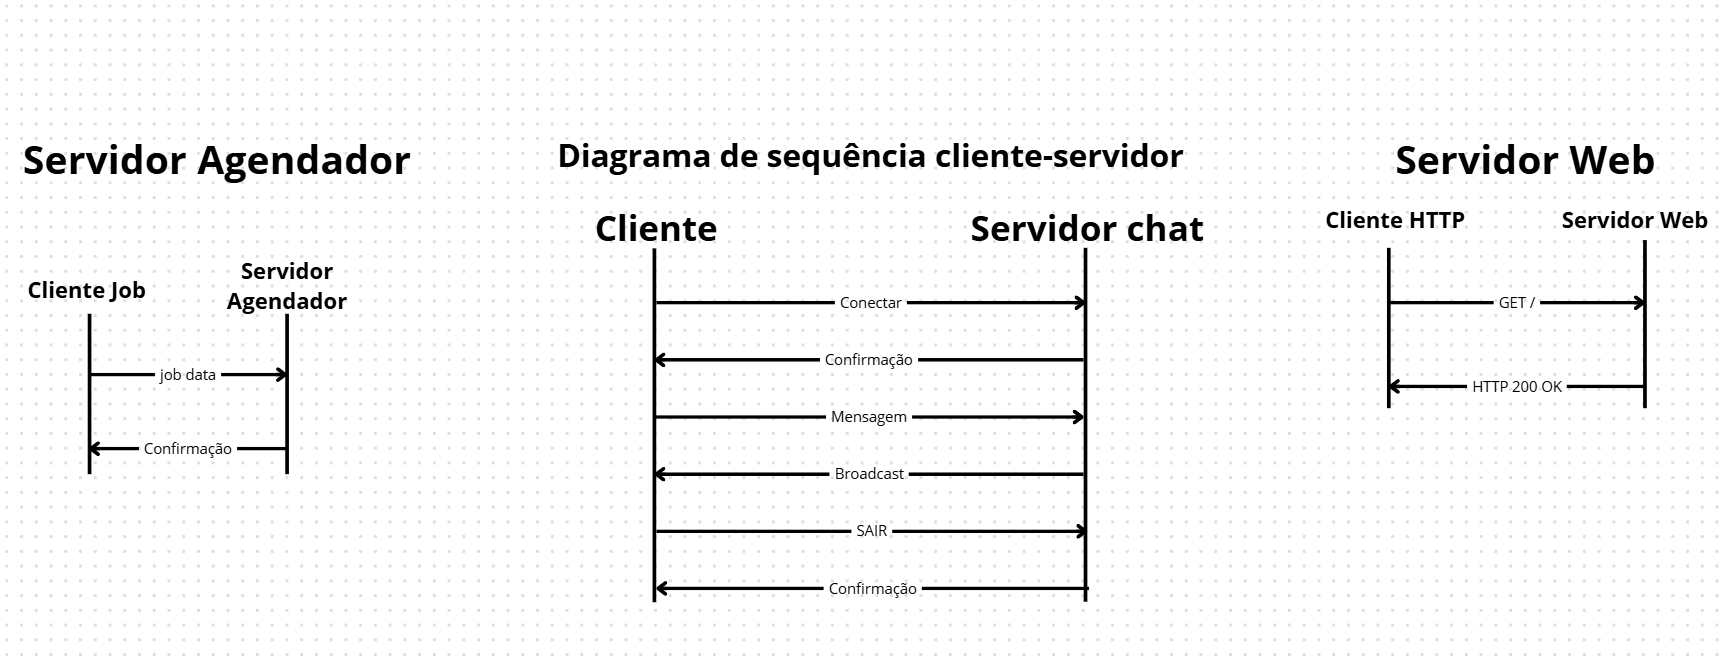 Servidor Agendador
Cliente Job
Servidor
Agendador
job data
Confirmação
Diagrama de sequência cliente-servidor
Cliente
Servidor chat
Conectar
Confirmação
Mensagem
Broadcast
SAIR
Confirmação
Servidor Web
Cliente HTTP
Servidor Web
GET /
HTTP 200 OK